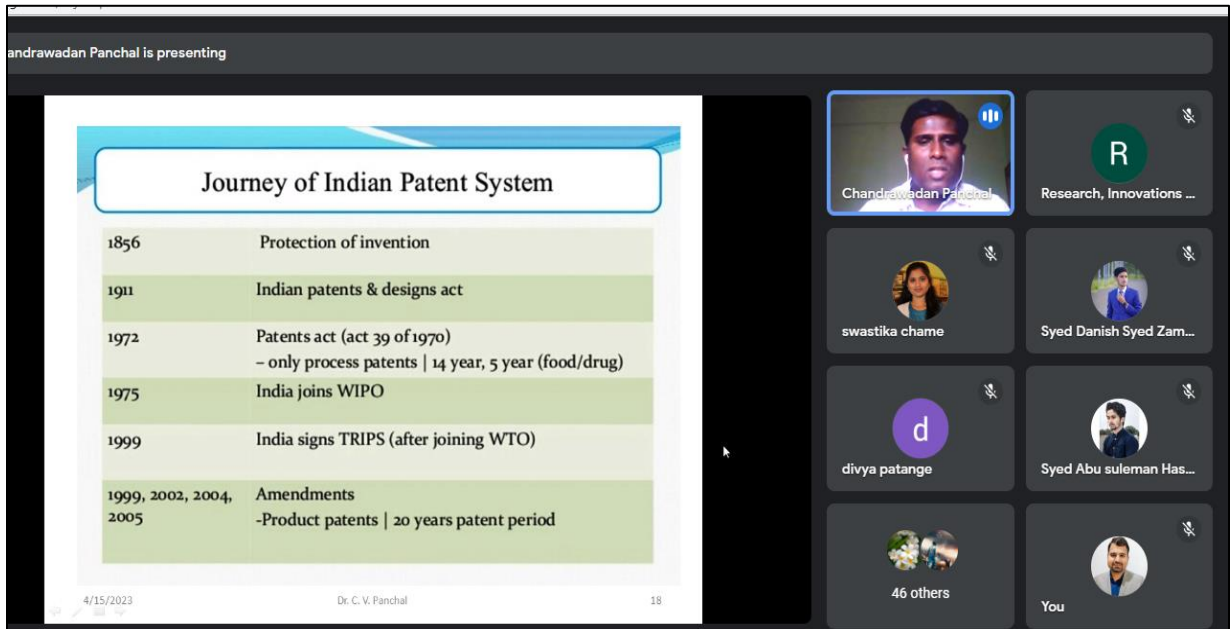 andrawadan Panchal is presenting
Journey of Indian Patent System
1856 Protection of invention
1911 Indian patents & designs act
1972 Patents act (act 39 of 1970)
– only process patents | 14 year, 5 year (food/drug)
1975 India joins WIPO
1999 India signs TRIPS (after joining WTO)
1999, 2002, 2004, Amendments
2005 -Product patents | 20 years patent period
4/15/2023 Dr. C. V. Panchal 18
Chandrawadan Panchal
R
Research, Innovations ...
swastika chame
Syed Danish Syed Zam...
d
divya patange
Syed Abu suleman Has...
46 others
You